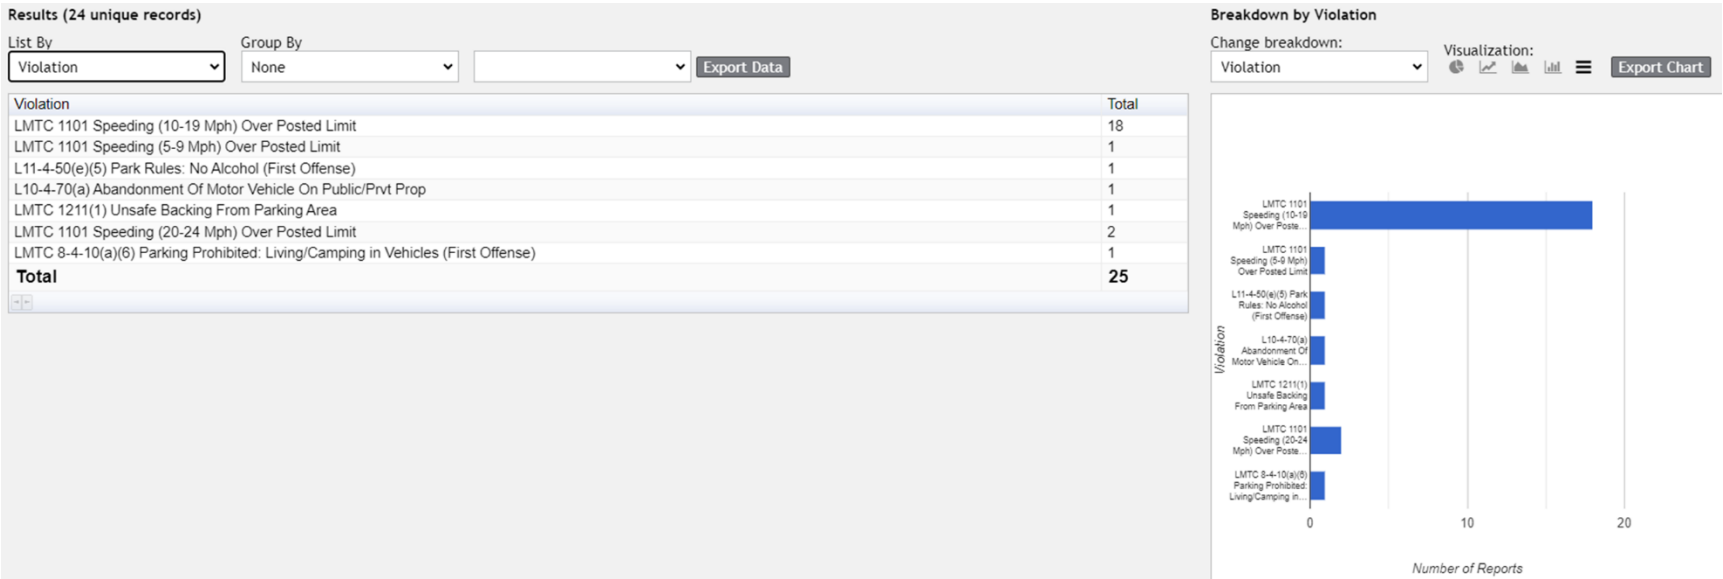 Results (24 unique records)
List By
Group By
Violation
None
Export Data
Violation Total
LMTC 1101 Speeding (10-19 Mph) Over Posted Limit 18
LMTC 1101 Speeding (5-9 Mph) Over Posted Limit 1
L11-4-50(e)(5) Park Rules: No Alcohol (First Offense) 1
L10-4-70(a) Abandonment Of Motor Vehicle On Public/Prvt Prop 1
LMTC 1211(1) Unsafe Backing From Parking Area 1
LMTC 1101 Speeding (20-24 Mph) Over Posted Limit 2
LMTC 8-4-10(a)(6) Parking Prohibited: Living/Camping in Vehicles (First Offense) 1
Total 25
Breakdown by Violation
Change breakdown:
Visualization:
Violation
Export Chart
LMTC 1101
Speeding (10-19
Mph) Over Poste...
LMTC 1101
Speeding (5-9 Mph)
Over Posted Limit
L11-4-50(e)(5) Park
Rules: No Alcohol
(First Offense)
L10-4-70(a)
Abandonment Of
Motor Vehicle On...
LMTC 1211(1)
Unsafe Backing
From Parking Area
LMTC 1101
Speeding (20-24
Mph) Over Poste...
LMTC 8-4-10(a)(6)
Parking Prohibited:
Living/Camping in...
Violation
0 10 20
Number of Reports